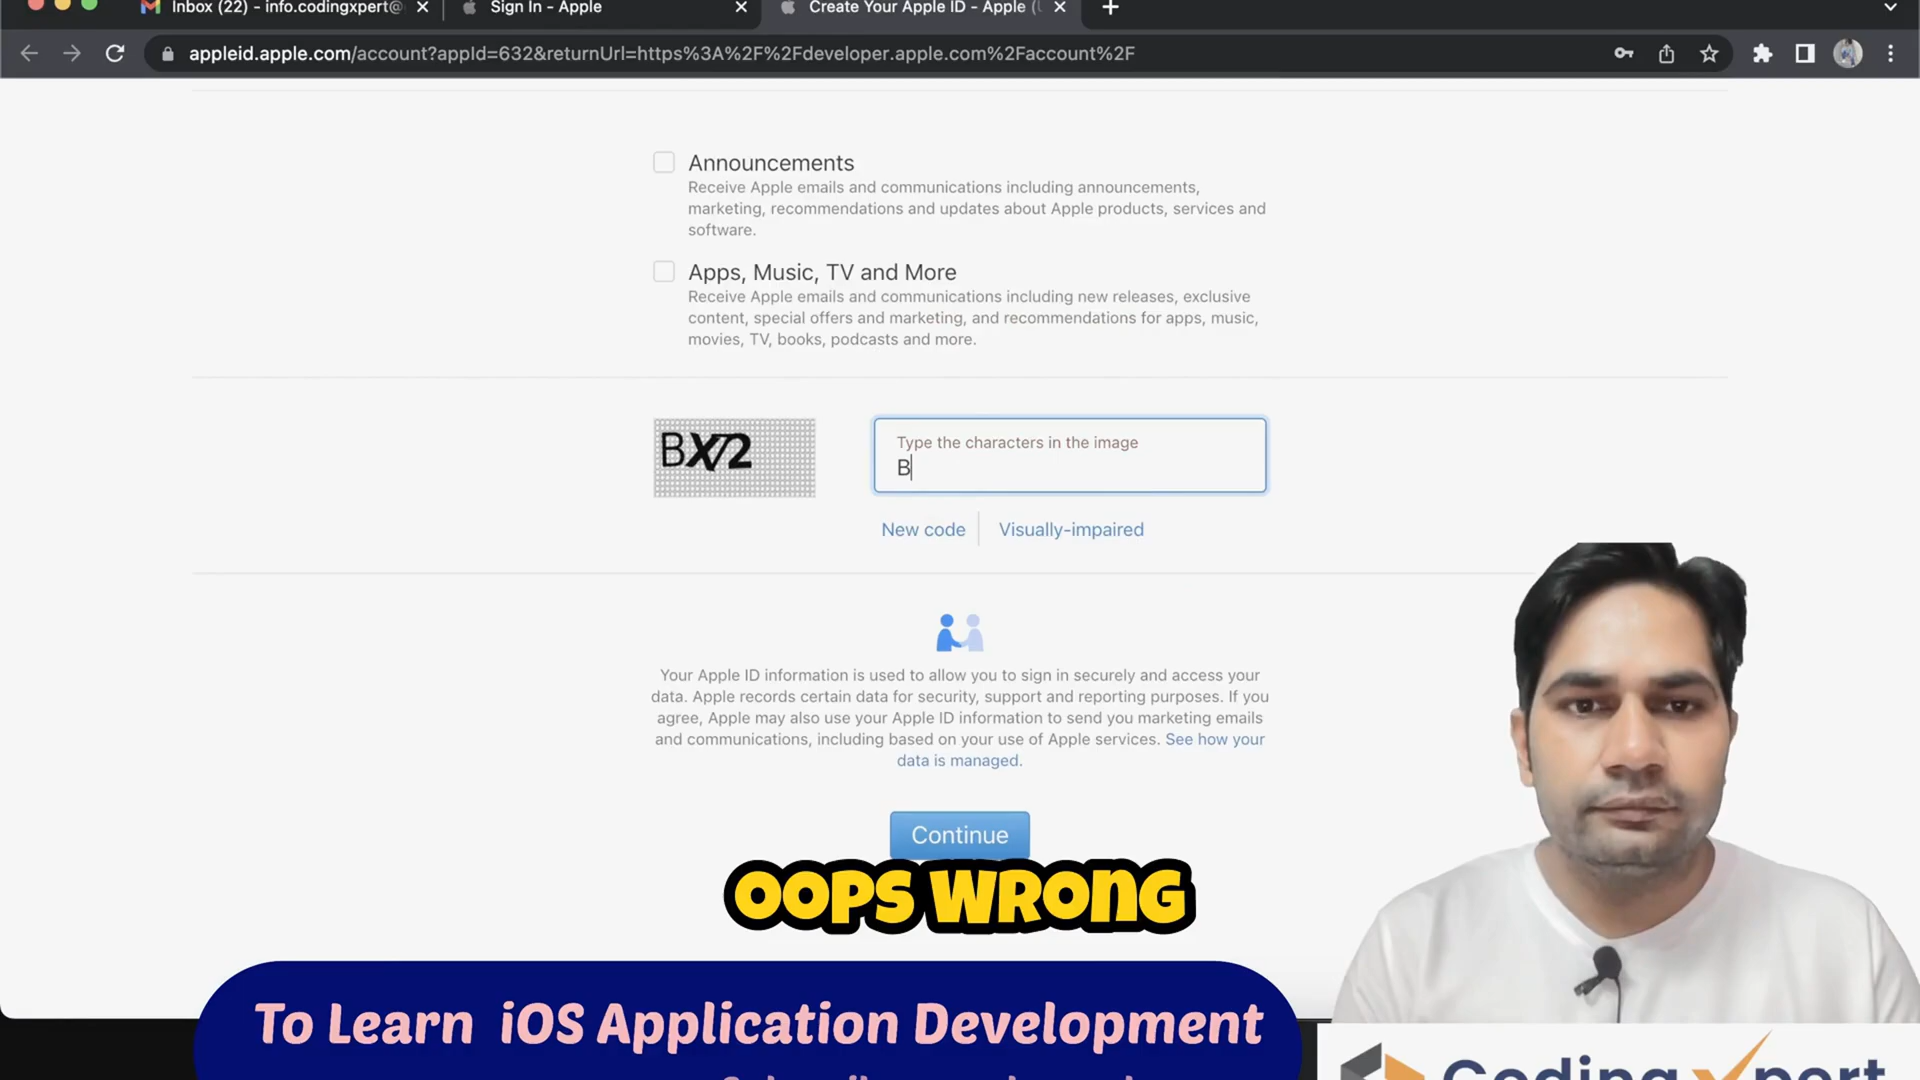 Inbox (22) - info.codingxpert@
Sign In - Apple
Create Your Apple ID - Apple (
appleid.apple.com/account?appId=632&returnUrl=https%3A%2F%2Fdeveloper.apple.com%2Faccount%2F
Announcements
Receive Apple emails and communications including announcements,
marketing, recommendations and updates about Apple products, services and
software.
Apps, Music, TV and More
Receive Apple emails and communications including new releases, exclusive
content, special offers and marketing, and recommendations for apps, music,
movies, TV, books, podcasts and more.
Type the characters in the image
B
New code
Visually-impaired
Your Apple ID information is used to allow you to sign in securely and access your
data. Apple records certain data for security, support and reporting purposes. If you
agree, Apple may also use your Apple ID information to send you marketing emails
and communications, including based on your use of Apple services. See how your
data is managed.
Continue
OOPS WRONG
To Learn iOS Application Development
Coding Xpert